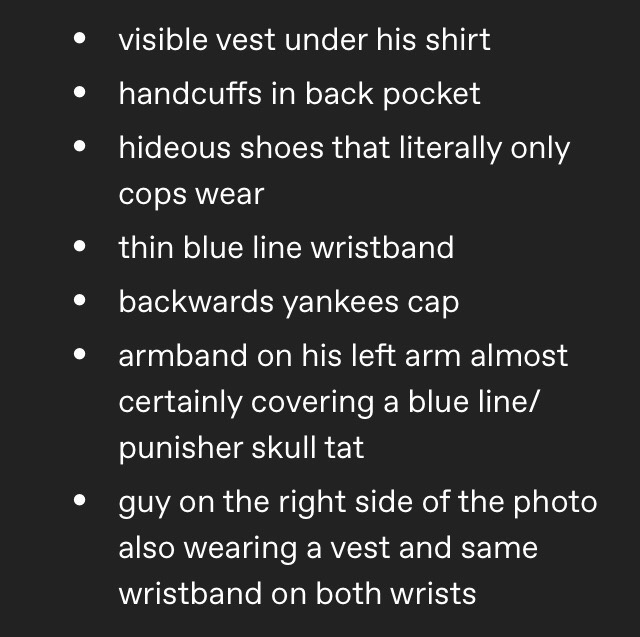 • visible vest under his shirt
• handcuffs in back pocket
• hideous shoes that literally only
cops wear
• thin blue line wristband
• backwards yankees cap
• armband on his left arm almost
certainly covering a blue line/
punisher skull tat
• guy on the right side of the photo
also wearing a vest and same
wristband on both wrists